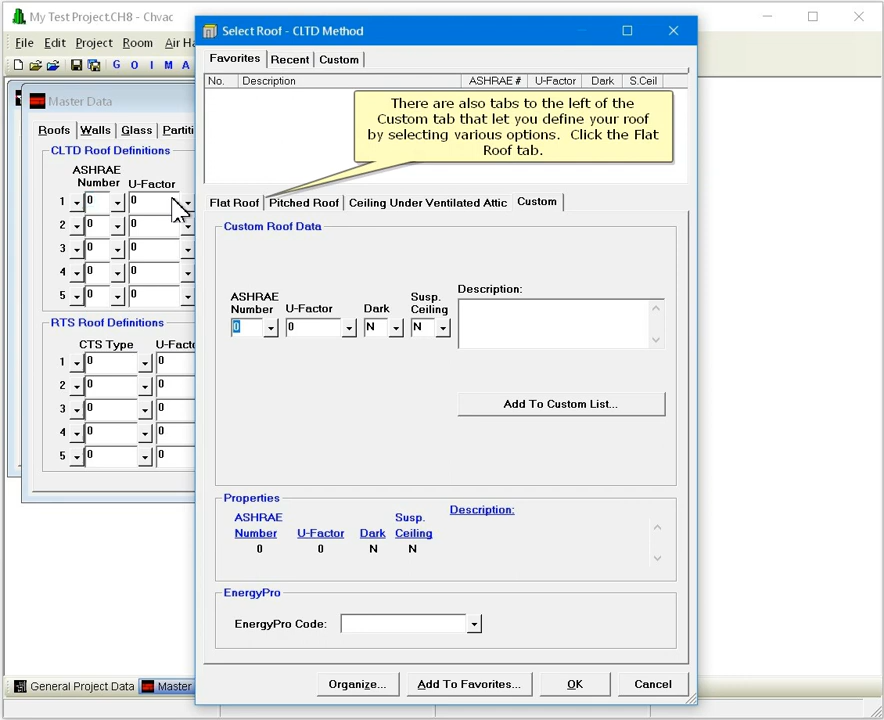 My Test Project.CH8 - Chvac
File Edit Project Room Air Ha
G O I M A
Master Data
Roofs Walls Glass Partiti
CLTD Roof Definitions
ASHRAE
Number U-Factor
1 0 0
2 0 0
3 0 0
4 0 0
5 0 0
RTS Roof Definitions
CTS Type U-Facto
1 0 0
2 0 0
3 0 0
4 0 0
5 0 0
General Project Data Master
Select Roof - CLTD Method
Favorites Recent Custom
No. Description ASHRAE # U-Factor Dark S.Ceil
There are also tabs to the left of the
Custom tab that let you define your roof
by selecting various options. Click the Flat
Roof tab.
Flat Roof Pitched Roof Ceiling Under Ventilated Attic Custom
Custom Roof Data
ASHRAE
Number U-Factor Dark Susp.
Ceiling Description:
0 0 N N
Add To Custom List...
Properties
ASHRAE
Number U-Factor Dark Susp.
Ceiling Description:
0 0 N N
EnergyPro
EnergyPro Code:
Organize... Add To Favorites... OK Cancel